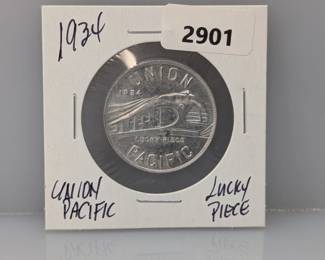 1934
2901
UNION
1934
LUCKY PIECE
PACIFIC
UNION
PACIFIC
LUCKY
PIECE